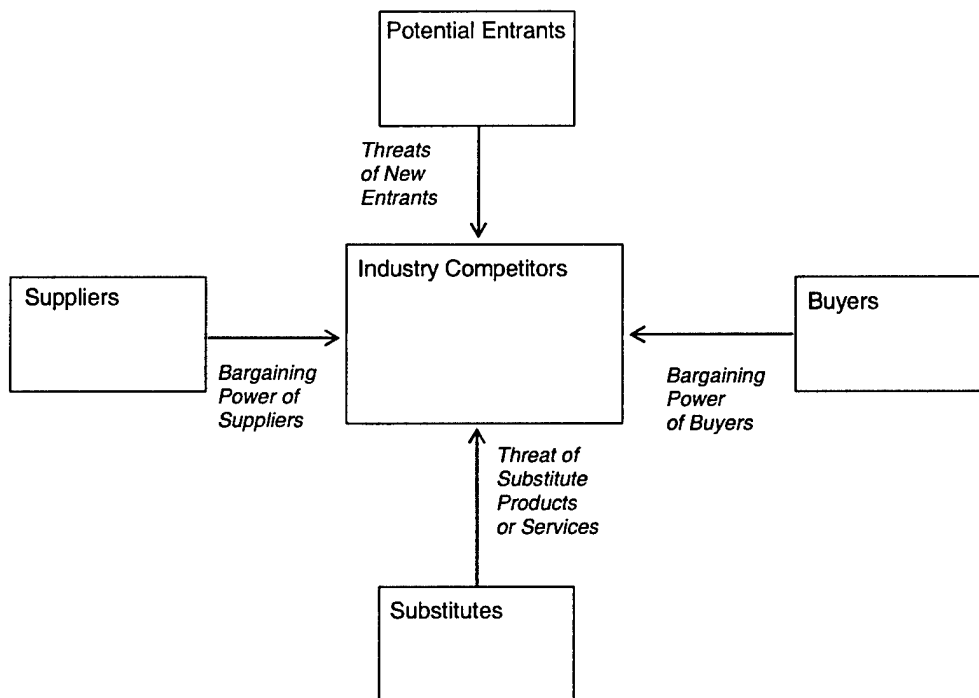 Potential Entrants
Threats
of New
Entrants
Industry Competitors
Suppliers
Buyers
Bargaining
Power of
Suppliers
Bargaining
Power
of Buyers
Threat of
Substitute
Products
or Services
Substitutes